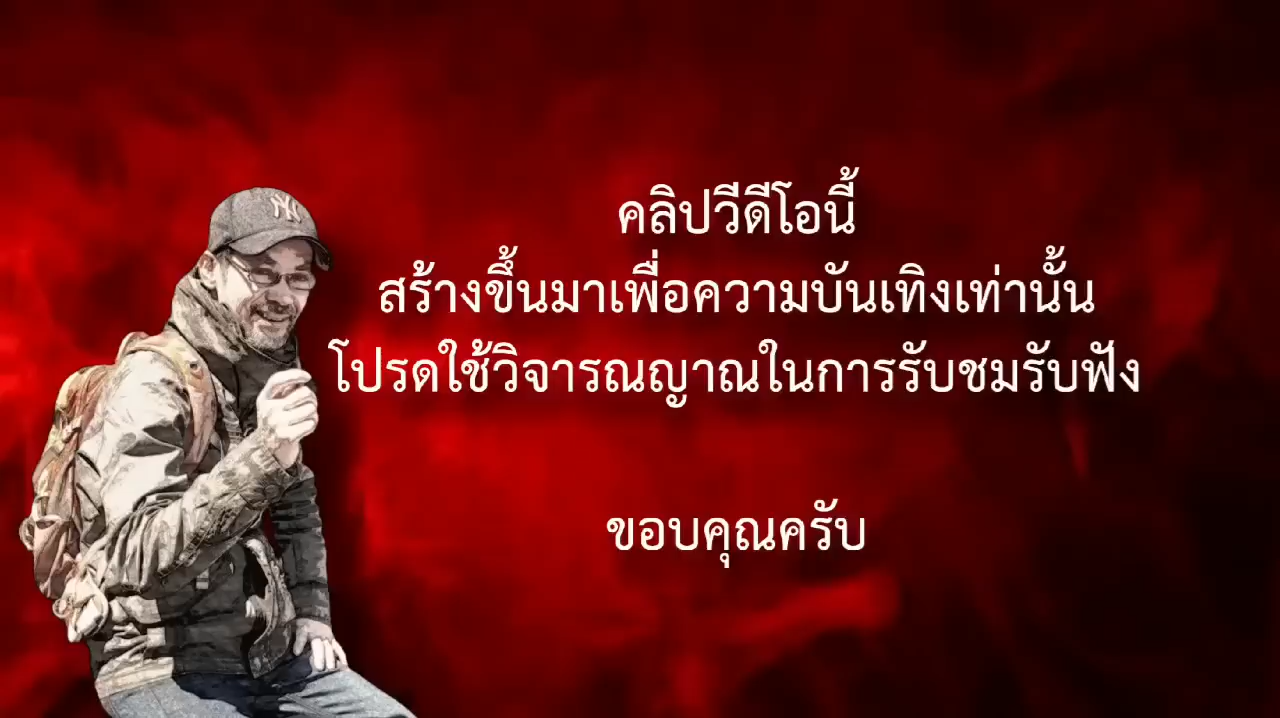 คลิปวีดีโอนี้
สร้างขึ้นมาเพื่อความบันเทิงเท่านั้น
โปรดใช้วิจารณญาณในการรับชมรับฟัง
ขอบคุณครับ
NY